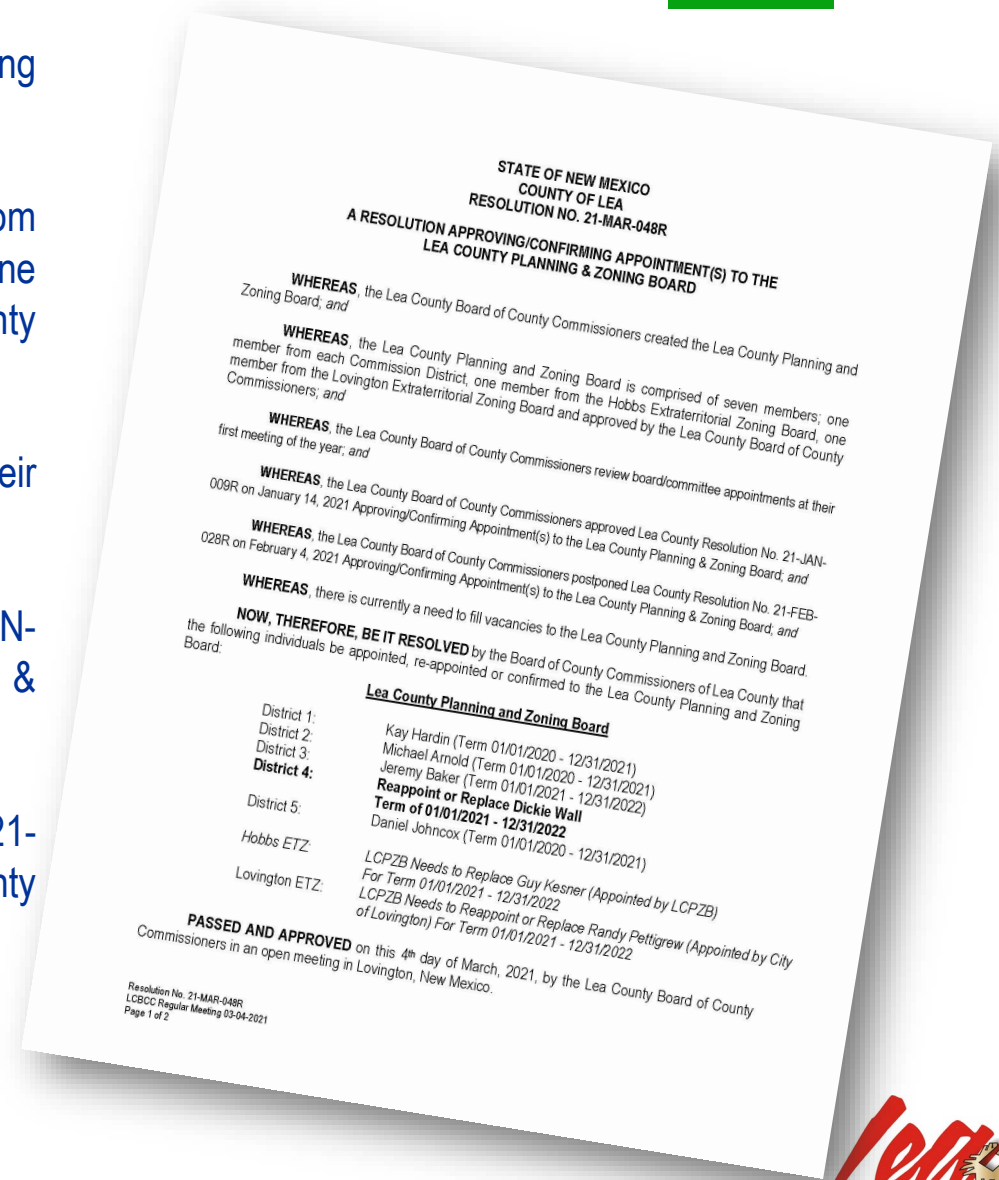 ng
om
ne
nty
eir
N-
&
21-
nty
STATE OF NEW MEXICO
COUNTY OF LEA
RESOLUTION NO. 21-MAR-048R
A RESOLUTION APPROVING/CONFIRMING APPOINTMENT(S) TO THE
LEA COUNTY PLANNING & ZONING BOARD
WHEREAS, the Lea County Board of County Commissioners created the Lea County Planning and
Zoning Board; and
WHEREAS, the Lea County Planning and Zoning Board is comprised of seven members; one
member from each Commission District, one member from the Hobbs Extraterritorial Zoning Board, one
member from the Lovington Extraterritorial Zoning Board and approved by the Lea County Board of County
Commissioners; and
WHEREAS, the Lea County Board of County Commissioners review board/committee appointments at their
first meeting of the year; and
WHEREAS, the Lea County Board of County Commissioners approved Lea County Resolution No. 21-JAN-
009R on January 14, 2021 Approving/Confirming Appointment(s) to the Lea County Planning & Zoning Board; and
WHEREAS, the Lea County Board of County Commissioners postponed Lea County Resolution No. 21-FEB-
028R on February 4, 2021 Approving/Confirming Appointment(s) to the Lea County Planning & Zoning Board; and
WHEREAS, there is currently a need to fill vacancies to the Lea County Planning and Zoning Board.
NOW, THEREFORE, BE IT RESOLVED by the Board of County Commissioners of Lea County that
the following individuals be appointed, re-appointed or confirmed to the Lea County Planning and Zoning
Board:
Lea County Planning and Zoning Board
District 1: Kay Hardin (Term 01/01/2020 - 12/31/2021)
District 2: Michael Arnold (Term 01/01/2020 - 12/31/2021)
District 3: Jeremy Baker (Term 01/01/2021 - 12/31/2022)
District 4: Reappoint or Replace Dickie Wall
Term of 01/01/2021 - 12/31/2022
District 5: Daniel Johncox (Term 01/01/2020 - 12/31/2021)
Hobbs ETZ: LCPZB Needs to Replace Guy Kesner (Appointed by LCPZB)
For Term 01/01/2021 - 12/31/2022
Lovington ETZ: LCPZB Needs to Reappoint or Replace Randy Pettigrew (Appointed by City
of Lovington) For Term 01/01/2021 - 12/31/2022
PASSED AND APPROVED on this 4th day of March, 2021, by the Lea County Board of County
Commissioners in an open meeting in Lovington, New Mexico.
Resolution No. 21-MAR-048R
LCBCC Regular Meeting 03-04-2021
Page 1 of 2
lea